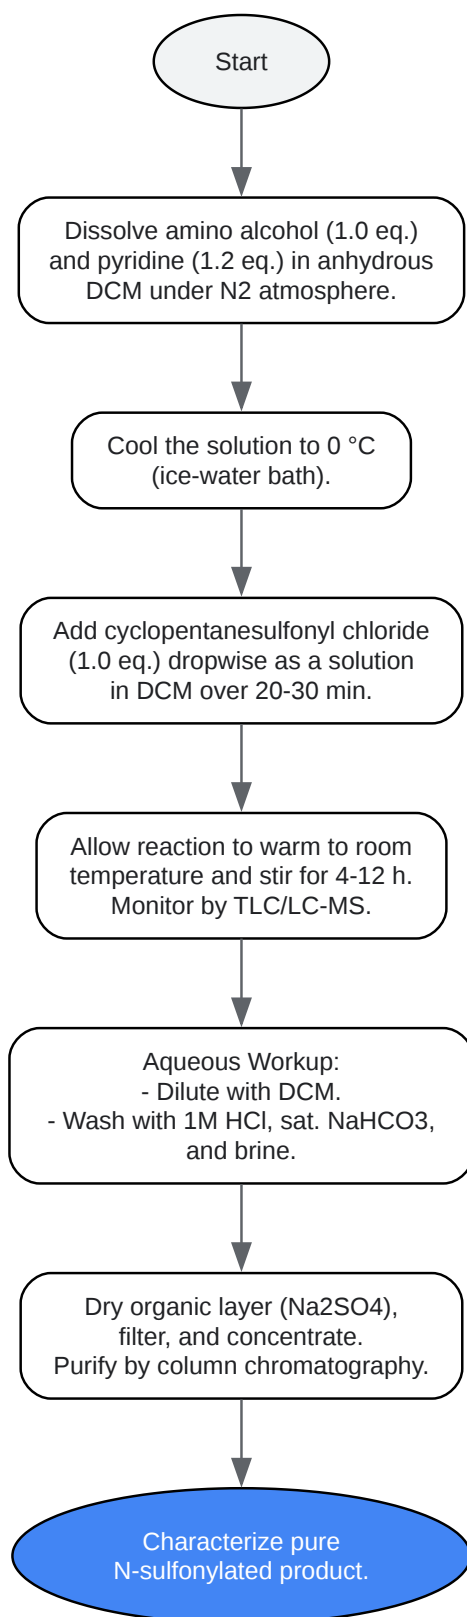 Start
Dissolve amino alcohol (1.0 eq.)
and pyridine (1.2 eq.) in anhydrous
DCM under N2 atmosphere.
Cool the solution to 0 °C
(ice-water bath).
Add cyclopentanesulfonyl chloride
(1.0 eq.) dropwise as a solution
in DCM over 20-30 min.
Allow reaction to warm to room
temperature and stir for 4-12 h.
Monitor by TLC/LC-MS.
Aqueous Workup:
- Dilute with DCM.
- Wash with 1M HCl, sat. NaHCO3,
and brine.
Dry organic layer (Na2SO4),
filter, and concentrate.
Purify by column chromatography.
Characterize pure
N-sulfonylated product.